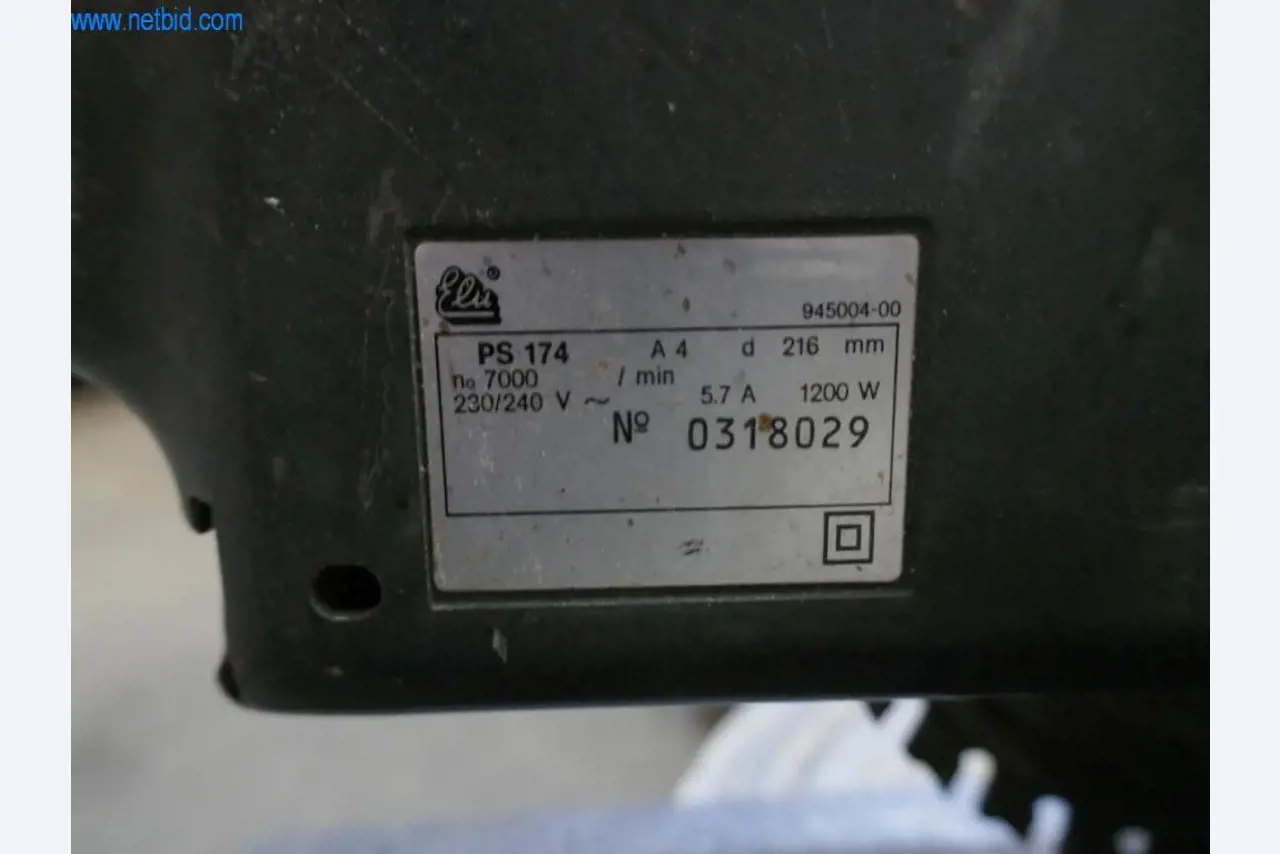 www.netbid.com
Elu®
945004-00
PS 174 A 4 d 216 mm
no 7000 / min
230/240 V ~ 5.7 A 1200 W
Nº 0318029